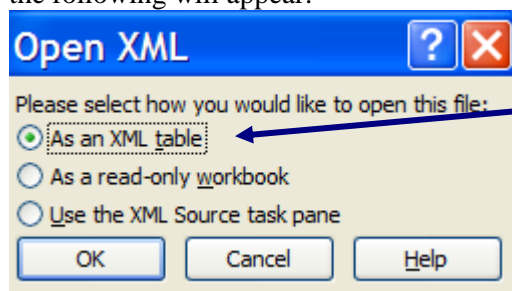 the following will appear:
Open XML
Please select how you would like to open this file:
As an XML table
As a read-only workbook
Use the XML Source task pane
OK Cancel Help